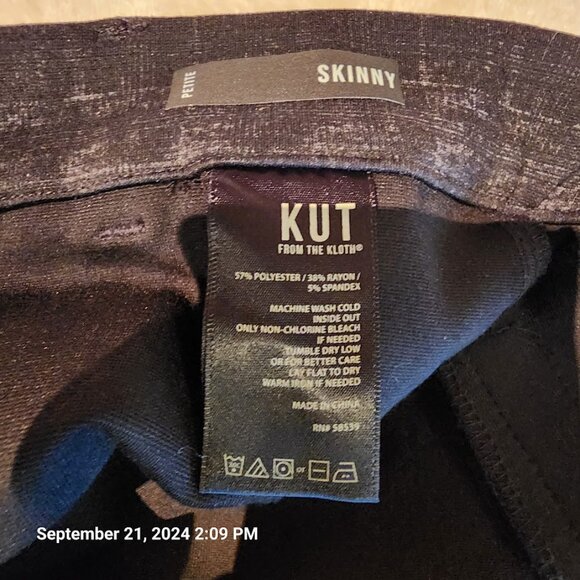 PETITE
SKINNY
KUT
FROM THE KLOTH®
57% POLYESTER / 38% RAYON /
5% SPANDEX
MACHINE WASH COLD
INSIDE OUT
ONLY NON-CHLORINE BLEACH
IF NEEDED
TUMBLE DRY LOW
OR FOR BETTER CARE
LAY FLAT TO DRY
WARM IRON IF NEEDED
MADE IN CHINA
RN# 58539
or
September 21, 2024 2:09 PM